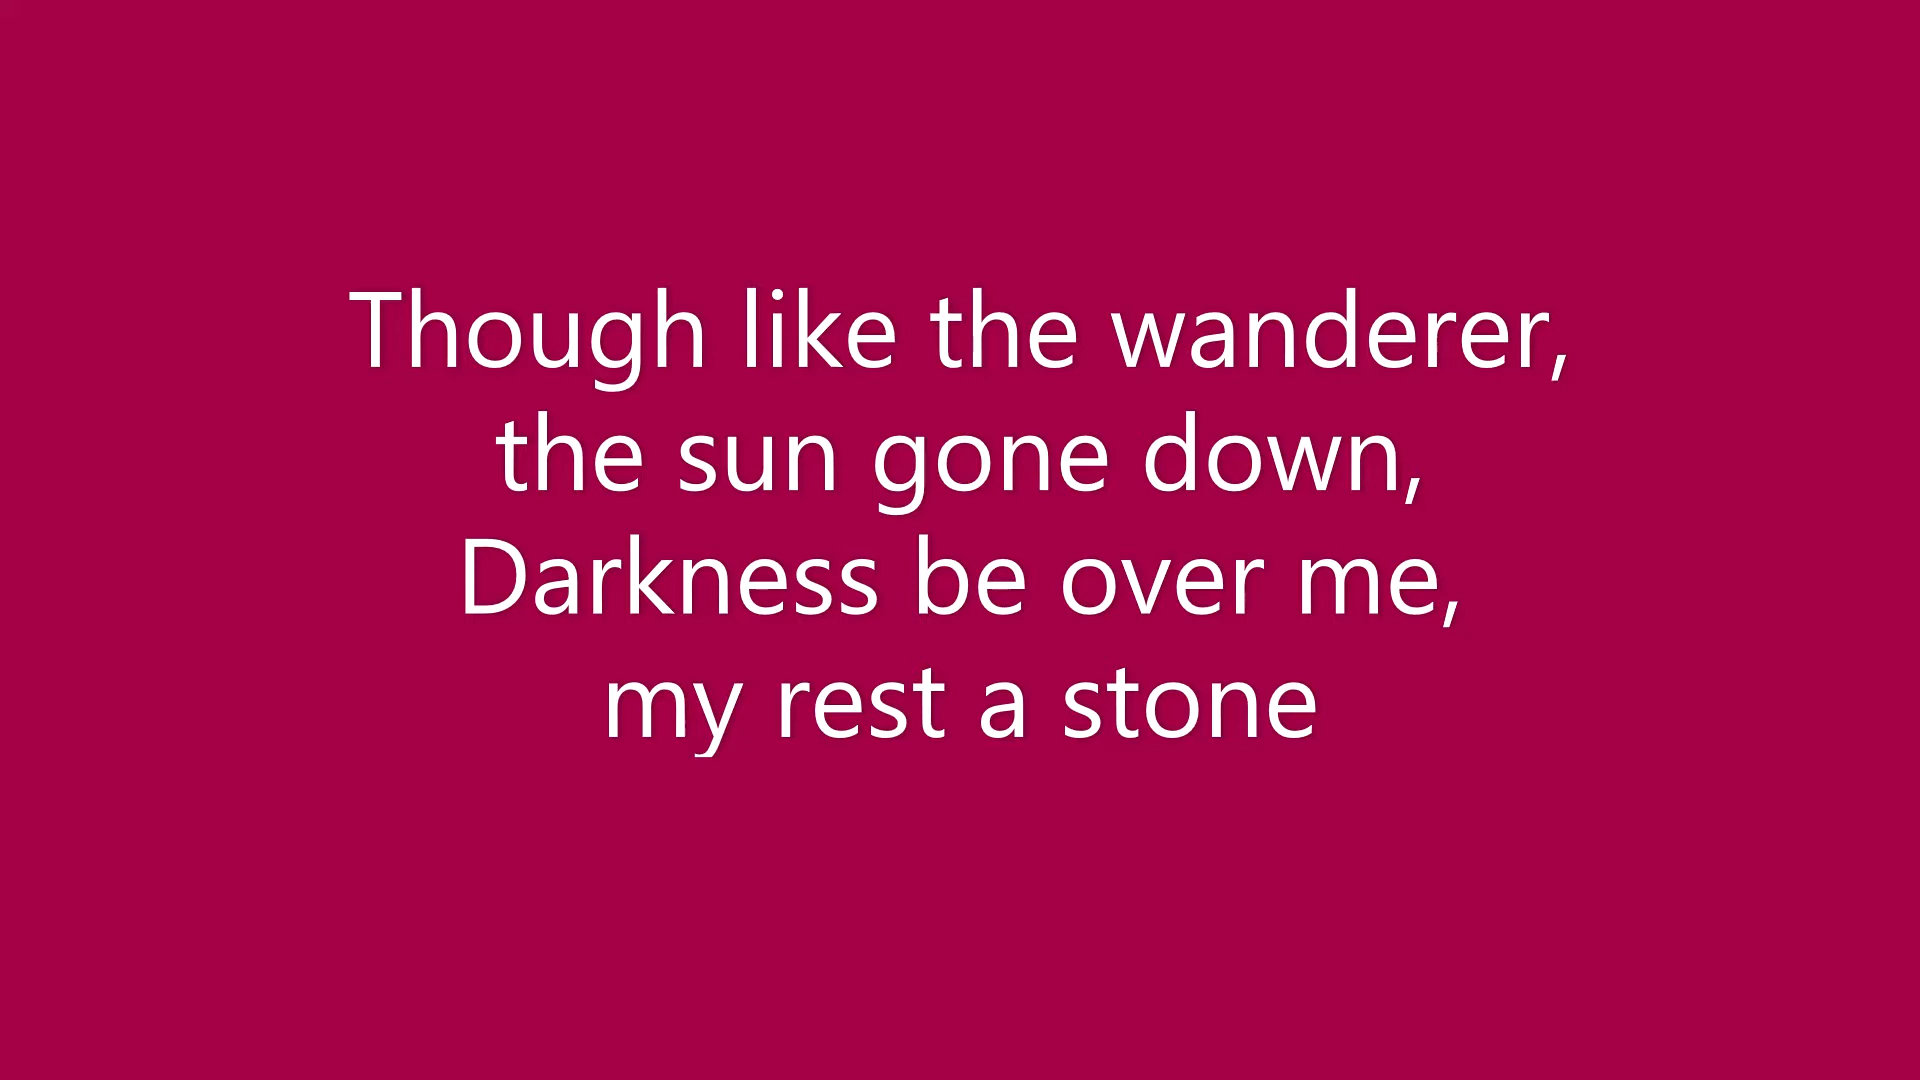 Though like the wanderer,
the sun gone down,
Darkness be over me,
my rest a stone